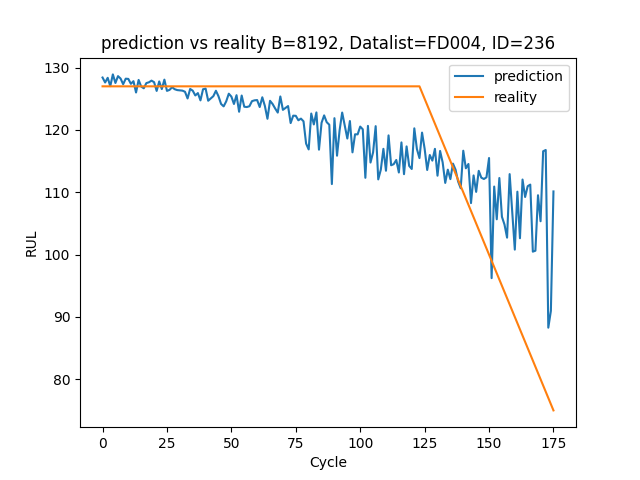 prediction vs reality B=8192, Datalist=FD004, ID=236
130
120
110
100
90
80
RUL
prediction
reality
0
25
50
75
100
125
150
175
Cycle